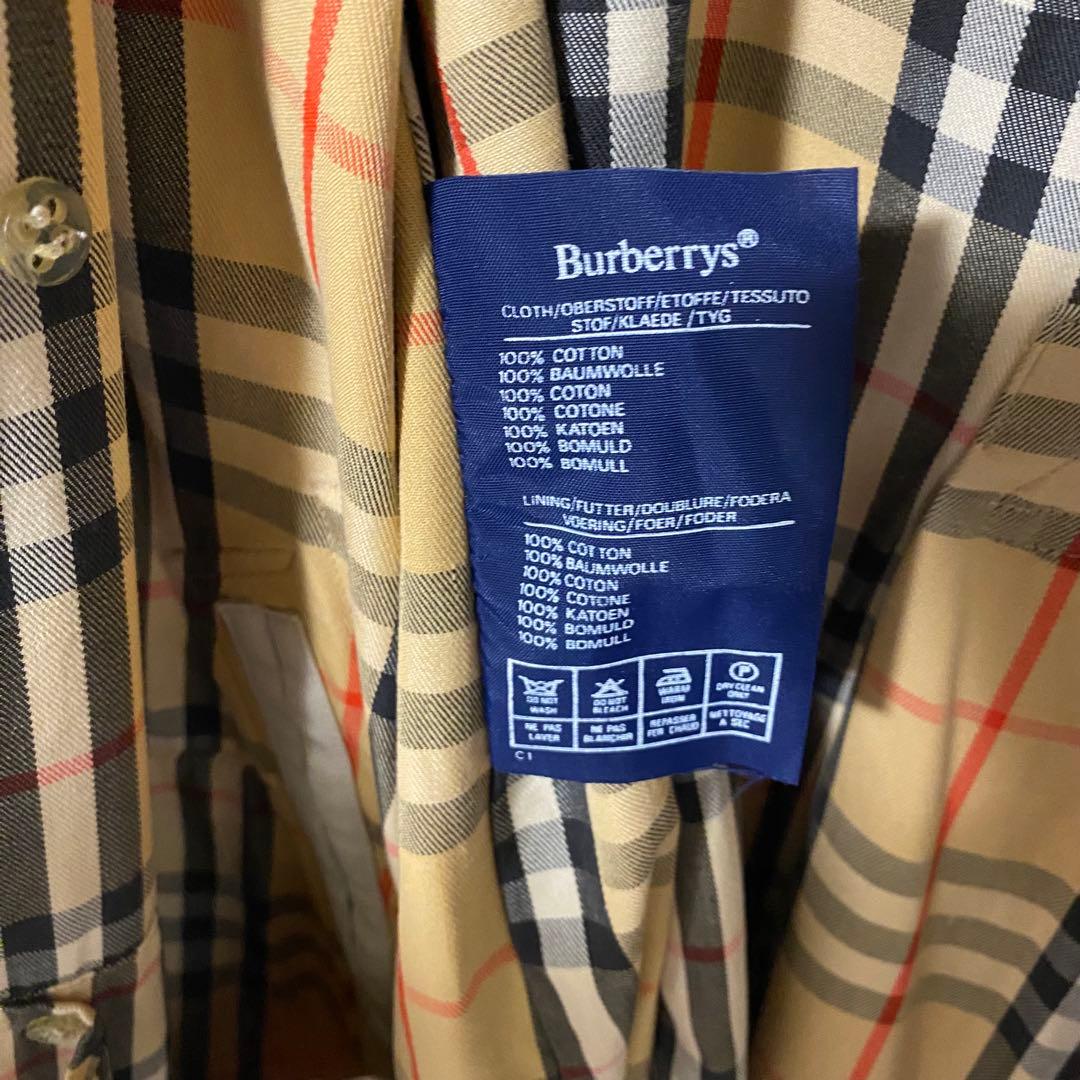 Burberrys®
CLOTH/OBERSTOFF/ETOFFE/TESSUTO
STOF/KLAEDE/TYG
100% COTTON
100% BAUMWOLLE
100% COTON
100% COTONE
100% KATOEN
100% BOMULD
100% BOMULL
LINING/FUTTER/DOUBLURE/FODERA
VOERING/FOER/FODER
100% COTTON
100% BAUMWOLLE
100% COTON
100% COTONE
100% KATOEN
100% BOMULD
100% BOMULL
DO NOT WASH
DO NOT BLEACH
WARM IRON
P
DRY CLEAN ONLY
NE PAS LAVER
NE PAS BLANCHIR
REPASSER FER CHAUD
NETTOYAGE A SEC
C1